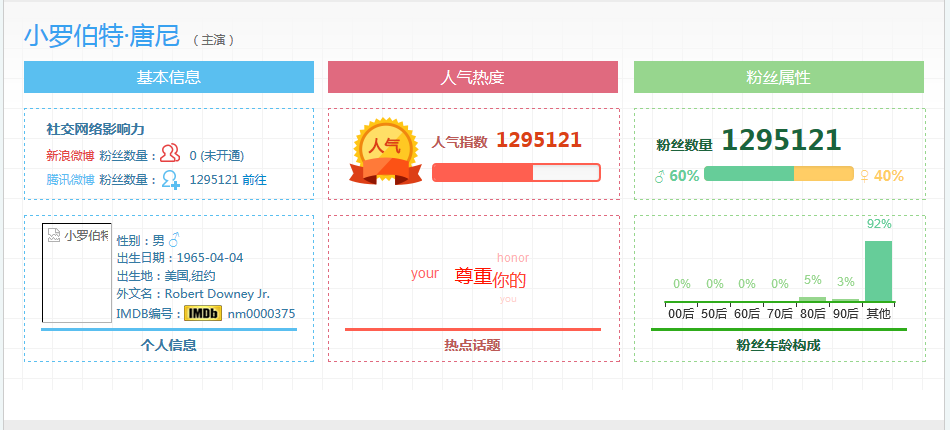 小罗伯特·唐尼 （ 主演 ）
基本信息
人气热度
粉丝属性
社交网络影响力
新浪微博 粉丝数量： 0 (未开通)
腾讯微博 粉丝数量： 1295121 前往
人气
人气指数 1295121
粉丝数量 1295121
♂ 60% ♀ 40%
小罗伯特
性别：男 ♂
出生日期：1965-04-04
出生地：美国,纽约
外文名：Robert Downey Jr.
IMDB编号：IMDb nm0000375
个人信息
honor
your 尊重 你的
you
热点话题
92%
0% 0% 0% 0% 5% 3%
00后 50后 60后 70后 80后 90后 其他
粉丝年龄构成